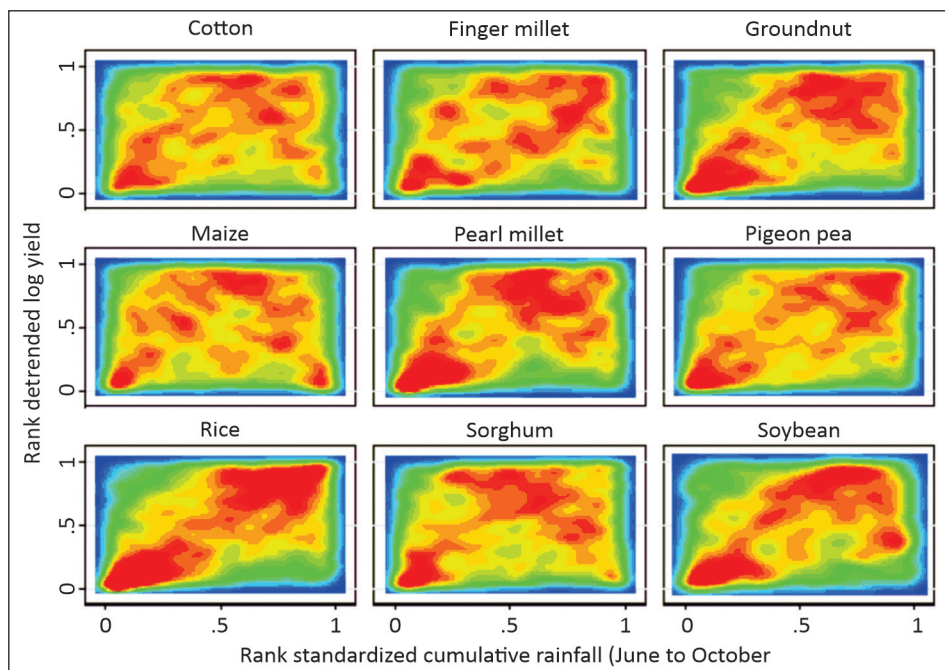 Cotton Finger millet Groundnut
1
.5
0
Maize Pearl millet Pigeon pea
1
.5
0
Rice Sorghum Soybean
1
.5
0
0 .5 1 0 .5 1 0 .5 1
Rank detrended log yield
Rank standardized cumulative rainfall (June to October